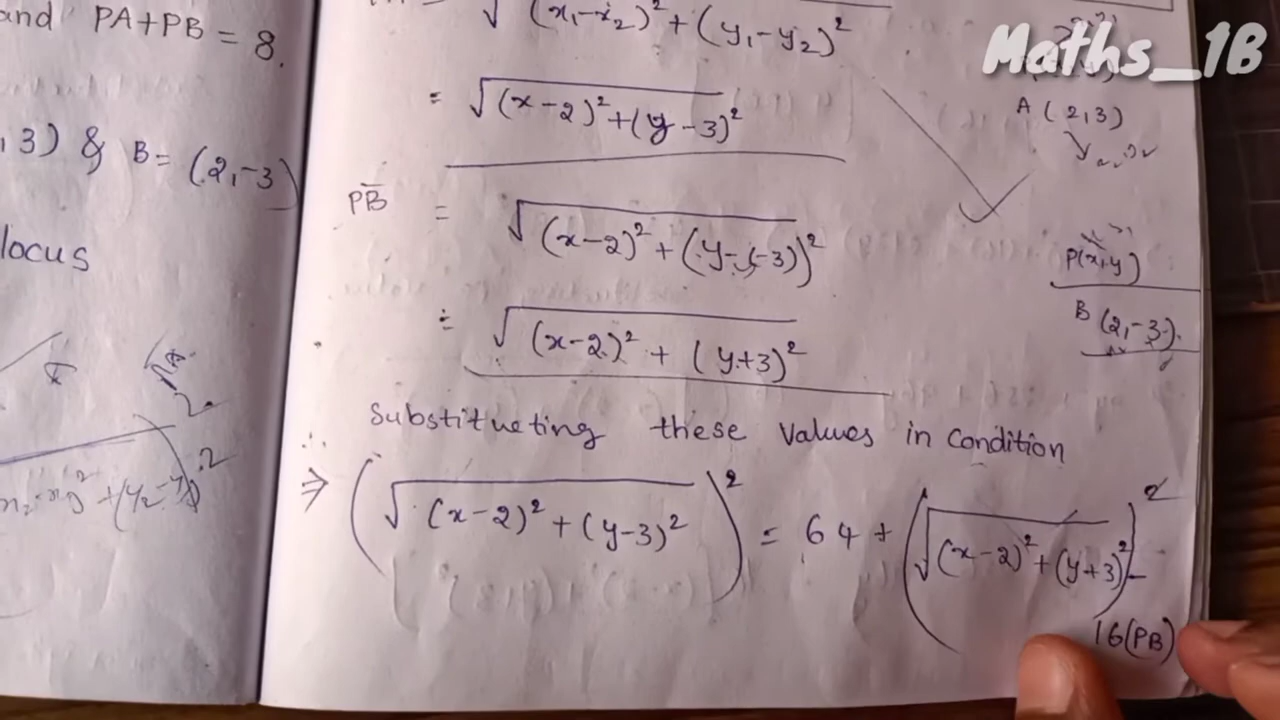 and PA+PB = 8.
,3) & B= (2,-3)
locus
√(x₁-x₂)²+(y₁-y₂)²
= √(x-2)²+(y-3)²
PB = √(x-2)²+(y-(-3))²
= √(x-2)²+(y+3)²
Substitueting these values in condition
∴ ⇒ (√(x-2)²+(y-3)²)² = 64+(√(x-2)²+(y+3)²)²-
16(PB)
Maths_1B
A (2,3)
P(x,y)
B (2,-3).